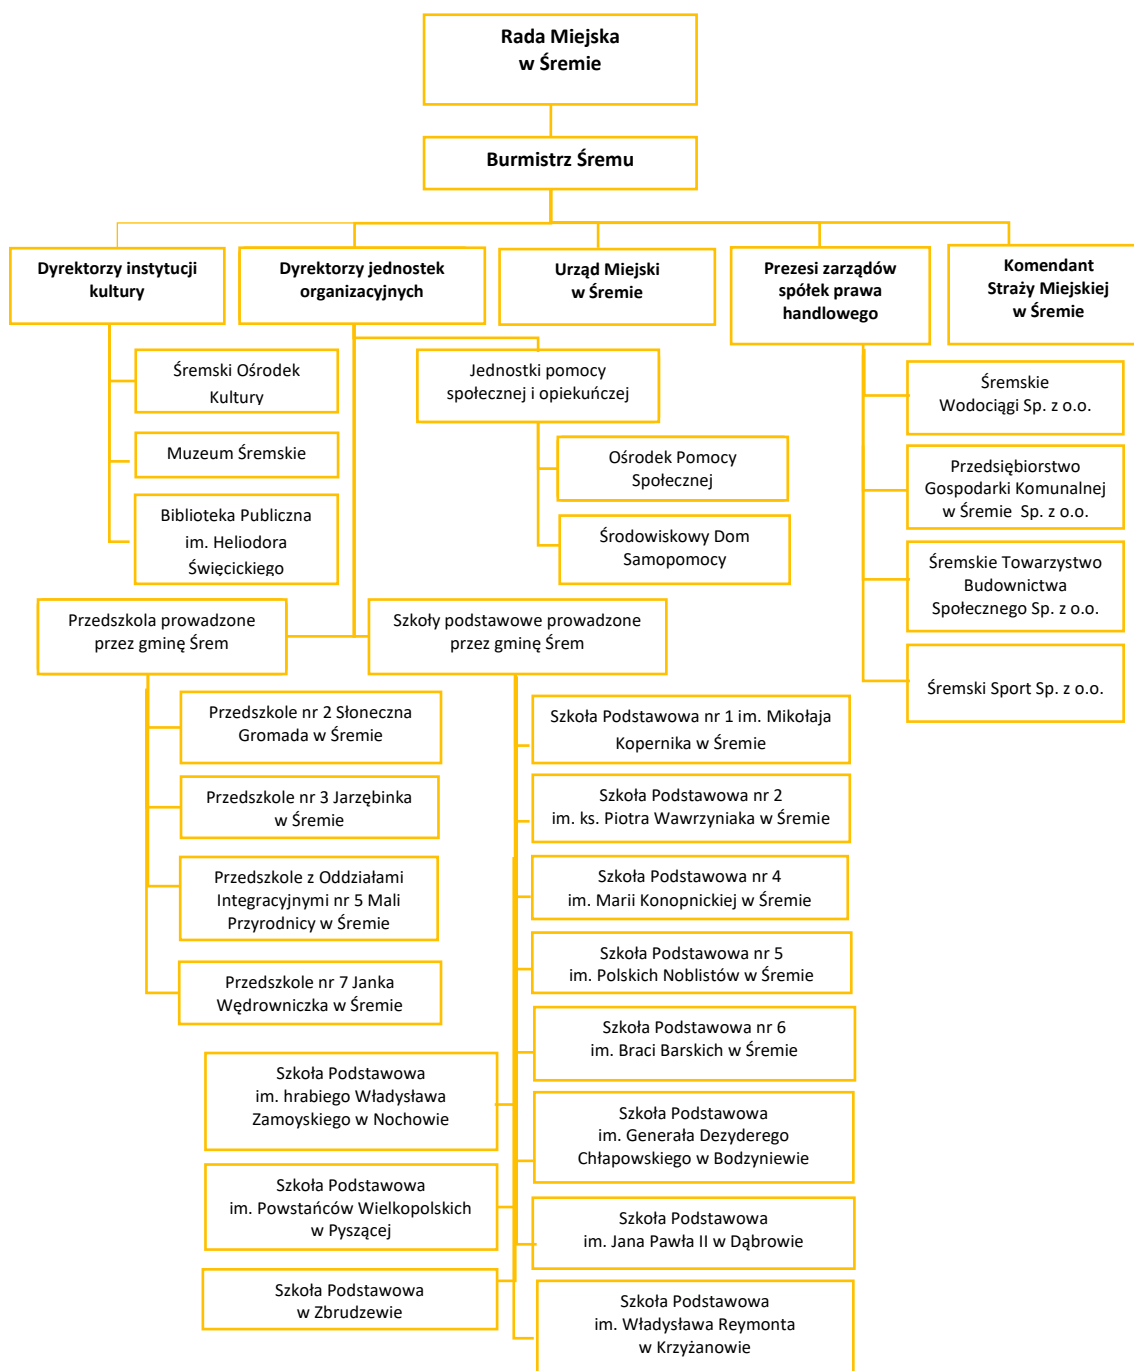 Rada Miejska
w Śremie
Burmistrz Śremu
Dyrektorzy instytucji
kultury
Dyrektorzy jednostek
organizacyjnych
Urząd Miejski
w Śremie
Prezesi zarządów
spółek prawa
handlowego
Komendant
Straży Miejskiej
w Śremie
Śremski Ośrodek
Kultury
Muzeum Śremskie
Biblioteka Publiczna
im. Heliodora
Święcickiego
Jednostki pomocy
społecznej i opiekuńczej
Ośrodek Pomocy
Społecznej
Środowiskowy Dom
Samopomocy
Śremskie
Wodociągi Sp. z o.o.
Przedsiębiorstwo
Gospodarki Komunalnej
w Śremie  Sp. z o.o.
Śremskie Towarzystwo
Budownictwa
Społecznego Sp. z o.o.
Śremski Sport Sp. z o.o.
Przedszkola prowadzone
przez gminę Śrem
Szkoły podstawowe prowadzone
przez gminę Śrem
Przedszkole nr 2 Słoneczna
Gromada w Śremie
Przedszkole nr 3 Jarzębinka
w Śremie
Przedszkole z Oddziałami
Integracyjnymi nr 5 Mali
Przyrodnicy w Śremie
Przedszkole nr 7 Janka
Wędrowniczka w Śremie
Szkoła Podstawowa nr 1 im. Mikołaja
Kopernika w Śremie
Szkoła Podstawowa nr 2
im. ks. Piotra Wawrzyniaka w Śremie
Szkoła Podstawowa nr 4
im. Marii Konopnickiej w Śremie
Szkoła Podstawowa nr 5
im. Polskich Noblistów w Śremie
Szkoła Podstawowa nr 6
im. Braci Barskich w Śremie
Szkoła Podstawowa
im. hrabiego Władysława
Zamoyskiego w Nochowie
Szkoła Podstawowa
im. Generała Dezyderego
Chłapowskiego w Bodzyniewie
Szkoła Podstawowa
im. Powstańców Wielkopolskich
w Pyszącej
Szkoła Podstawowa
im. Jana Pawła II w Dąbrowie
Szkoła Podstawowa
w Zbrudzewie
Szkoła Podstawowa
im. Władysława Reymonta
w Krzyżanowie